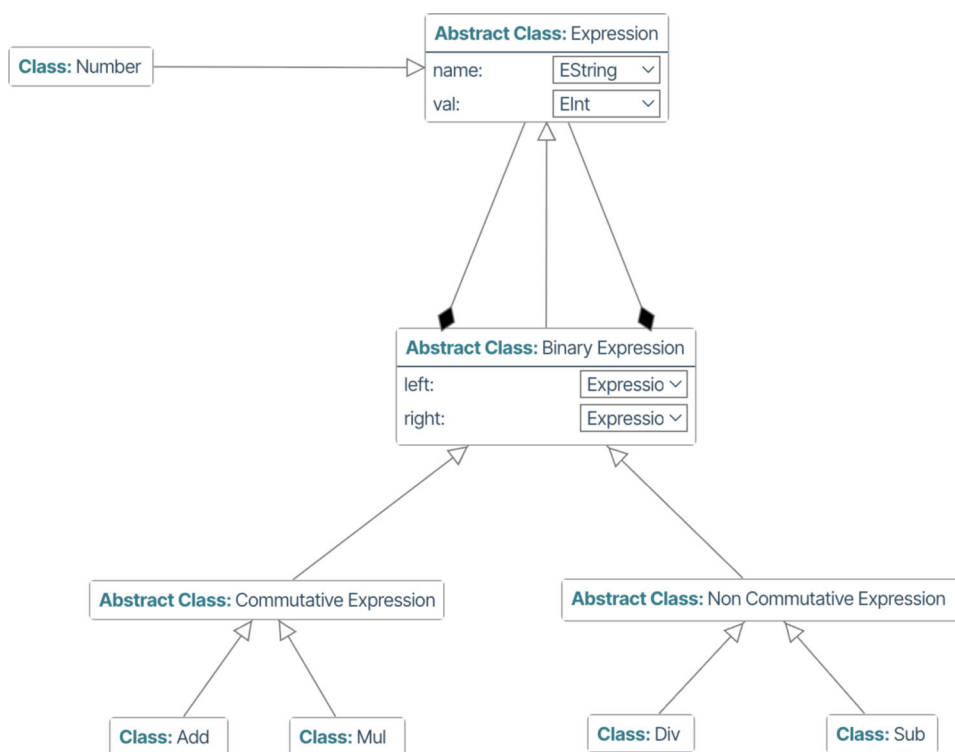 Abstract Class: Expression
Class: Number
name: EString
val: EInt
Abstract Class: Binary Expression
left: Expressio
right: Expressio
Abstract Class: Commutative Expression
Abstract Class: Non Commutative Expression
Class: Add
Class: Mul
Class: Div
Class: Sub